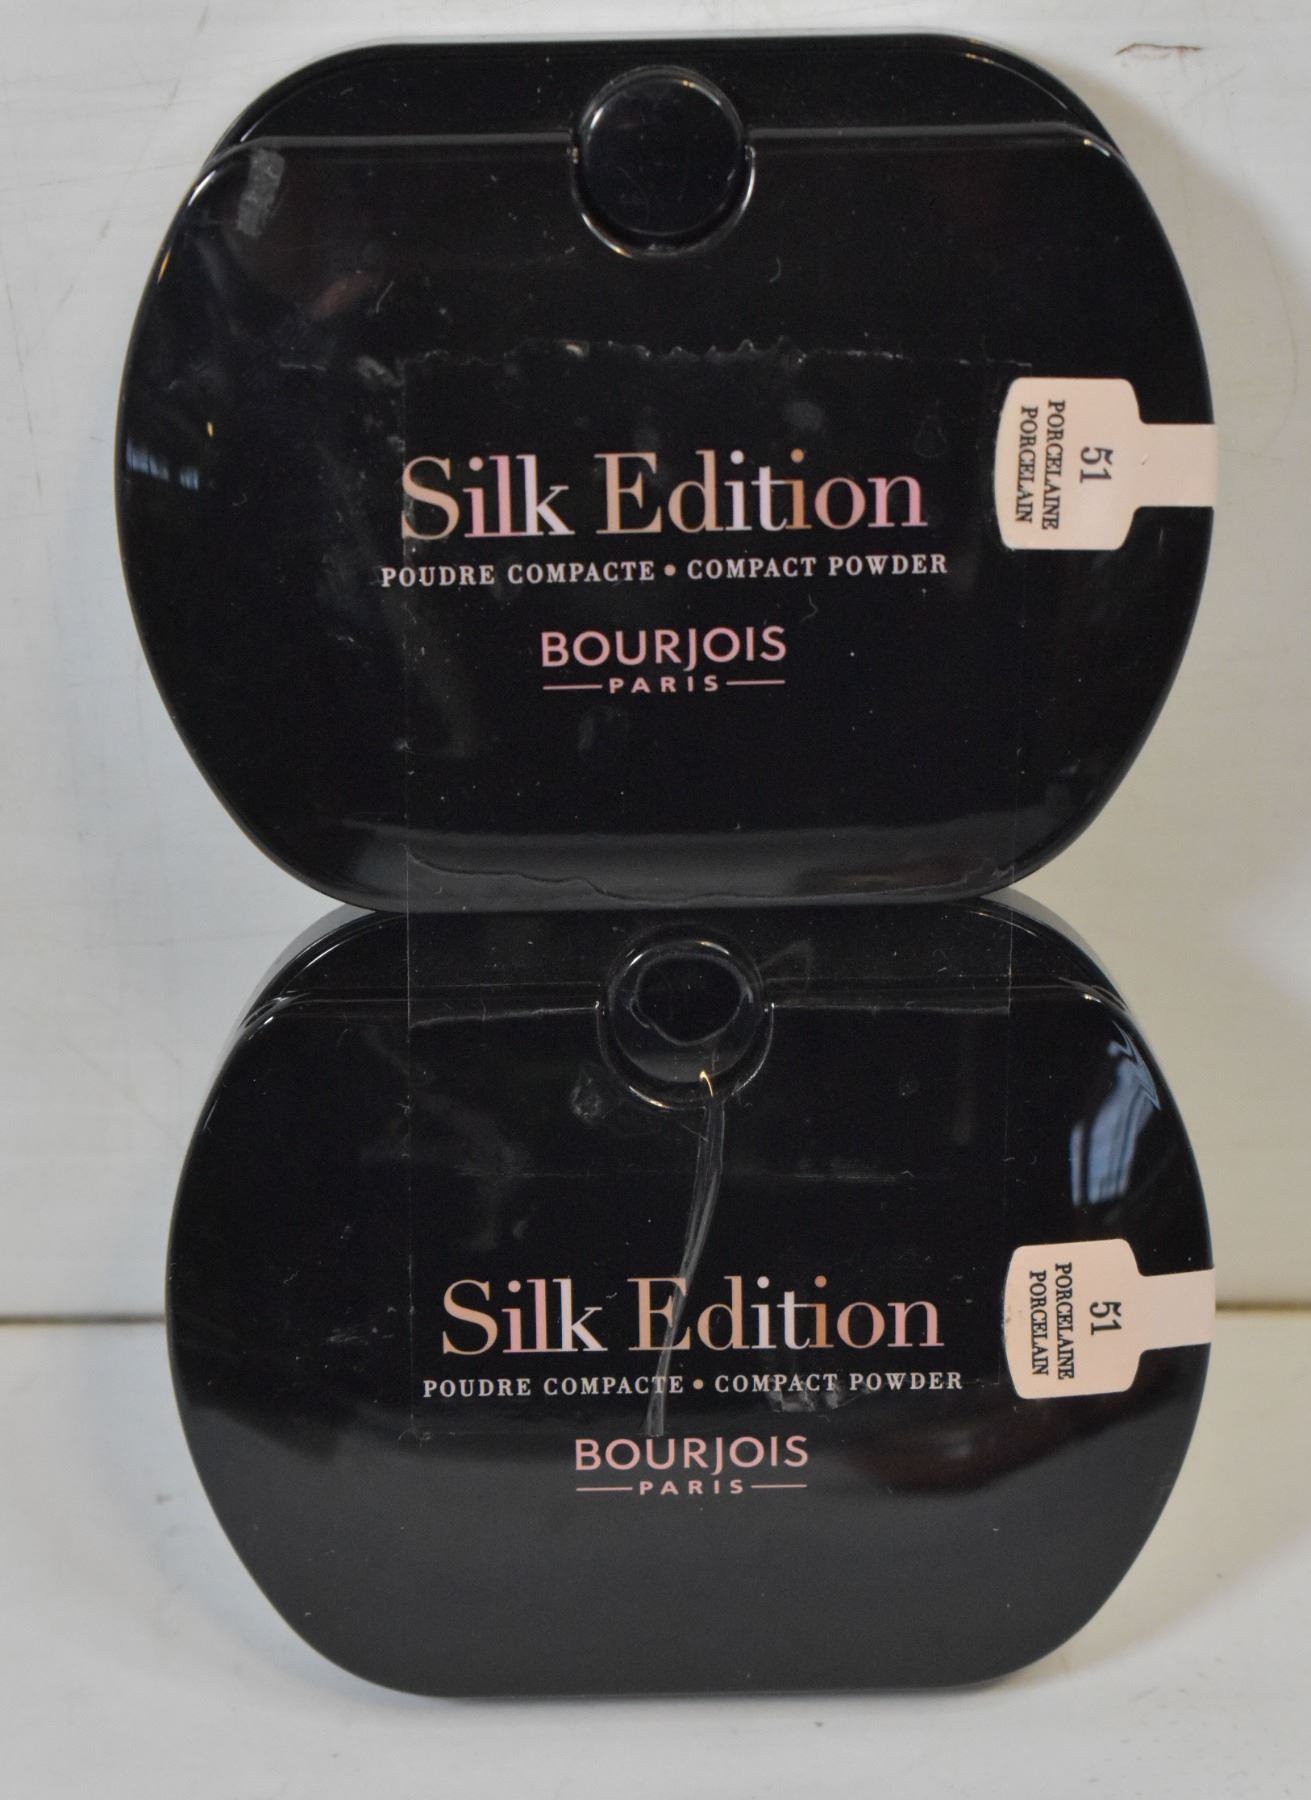 Silk Edition
POUDRE COMPACTE • COMPACT POWDER
BOURJOIS
PARIS
51
PORCELAINE
PORCELAIN
Silk Edition
POUDRE COMPACTE • COMPACT POWDER
BOURJOIS
PARIS
51
PORCELAINE
PORCELAIN